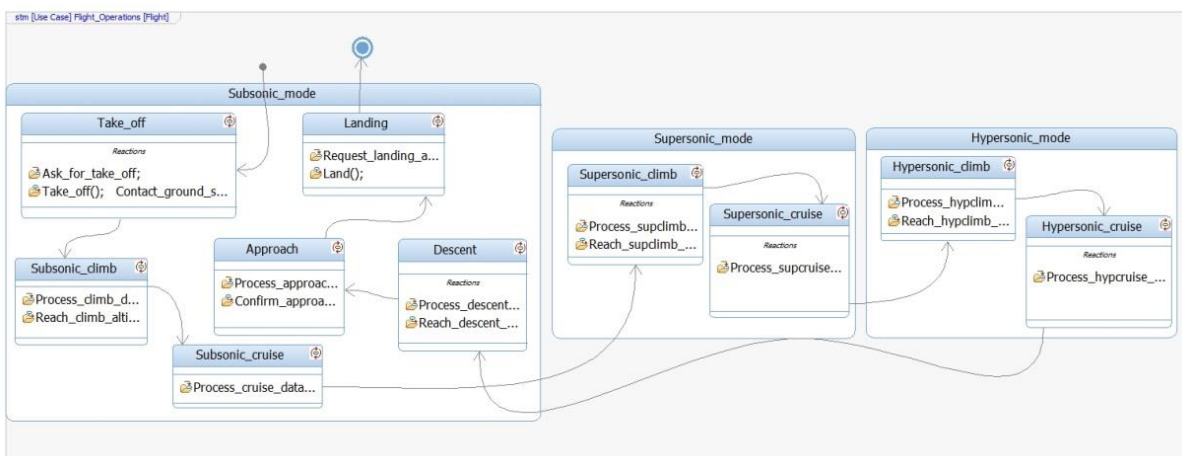 stm [Use Case] Flight_Operations [Flight]
Subsonic_mode
Take_off
Reactions
Ask_for_take_off;
Take_off(); Contact_ground_s...
Landing
Request_landing_a...
Land();
Subsonic_climb
Process_climb_d...
Reach_climb_alti...
Approach
Process_approac...
Confirm_approa...
Descent
Reactions
Process_descent...
Reach_descent_...
Subsonic_cruise
Process_cruise_data...
Supersonic_mode
Supersonic_climb
Reactions
Process_supclimb...
Reach_supclimb_...
Supersonic_cruise
Reactions
Process_supcruise...
Hypersonic_mode
Hypersonic_climb
Process_hypclim...
Reach_hypclimb_...
Hypersonic_cruise
Reactions
Process_hypcruise_...